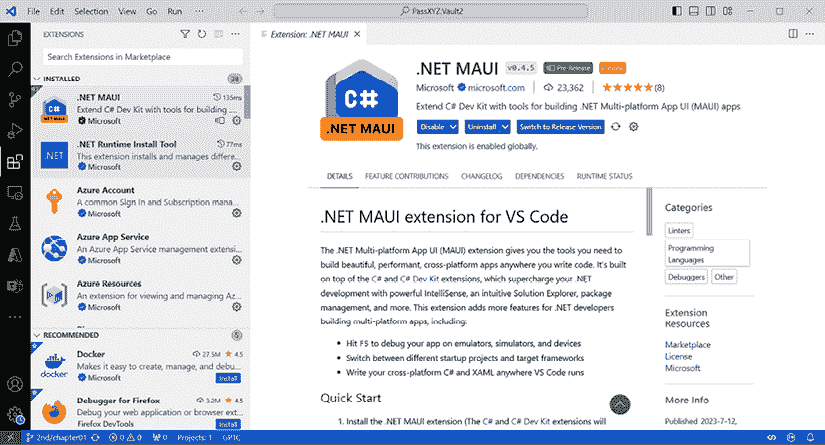 File Edit Selection View Go Run ...
PassXYZ.Vault2
EXTENSIONS
Search Extensions in Marketplace
INSTALLED
.NET MAUI 135ms
Extend C# Dev Kit with tools for building ...
Microsoft
.NET Runtime Install Tool 77ms
This extension installs and manages differe...
Microsoft
Azure Account
A common Sign In and Subscription mana...
Microsoft
Azure App Service
An Azure App Service management extensi...
Microsoft
Azure Resources
An extension for viewing and managing Az...
Microsoft
RECOMMENDED
Docker 27.5M 4.5
Makes it easy to create, manage, and debu...
docker
Microsoft Install
Debugger for Firefox 3.2M 4.5
Debug your web application or browser ext...
Firefox DevTools Install
Extension: .NET MAUI
C#
.NET MAUI
.NET
.NET MAUI v0.4.5 Pre-Release
Microsoft microsoft.com 23,362 (8)
Extend C# Dev Kit with tools for building .NET Multi-platform App UI (MAUI) apps
Disable Uninstall Switch to Release Version
This extension is enabled globally.
DETAILS FEATURE CONTRIBUTIONS CHANGELOG DEPENDENCIES RUNTIME STATUS
.NET MAUI extension for VS Code
The .NET Multi-platform App UI (MAUI) extension gives you the tools you need to
build beautiful, performant, cross-platform apps anywhere you write code. It's built
on top of the C# and C# Dev Kit extensions, which supercharge your .NET
development with powerful IntelliSense, an intuitive Solution Explorer, package
management, and more. This extension adds more features for .NET developers
building multi-platform apps, including:
• Hit F5 to debug your app on emulators, simulators, and devices
• Switch between different startup projects and target frameworks
• Write your cross-platform C# and XAML anywhere VS Code runs
Quick Start
1. Install the .NET MAUI extension (The C# and C# Dev Kit extensions will
Categories
Linters
Programming
Languages
Debuggers Other
Extension
Resources
Marketplace
License
Microsoft
More Info
Published 2023-7-12,
2nd/chapter01 0 0 0 Projects: 1 GPTC